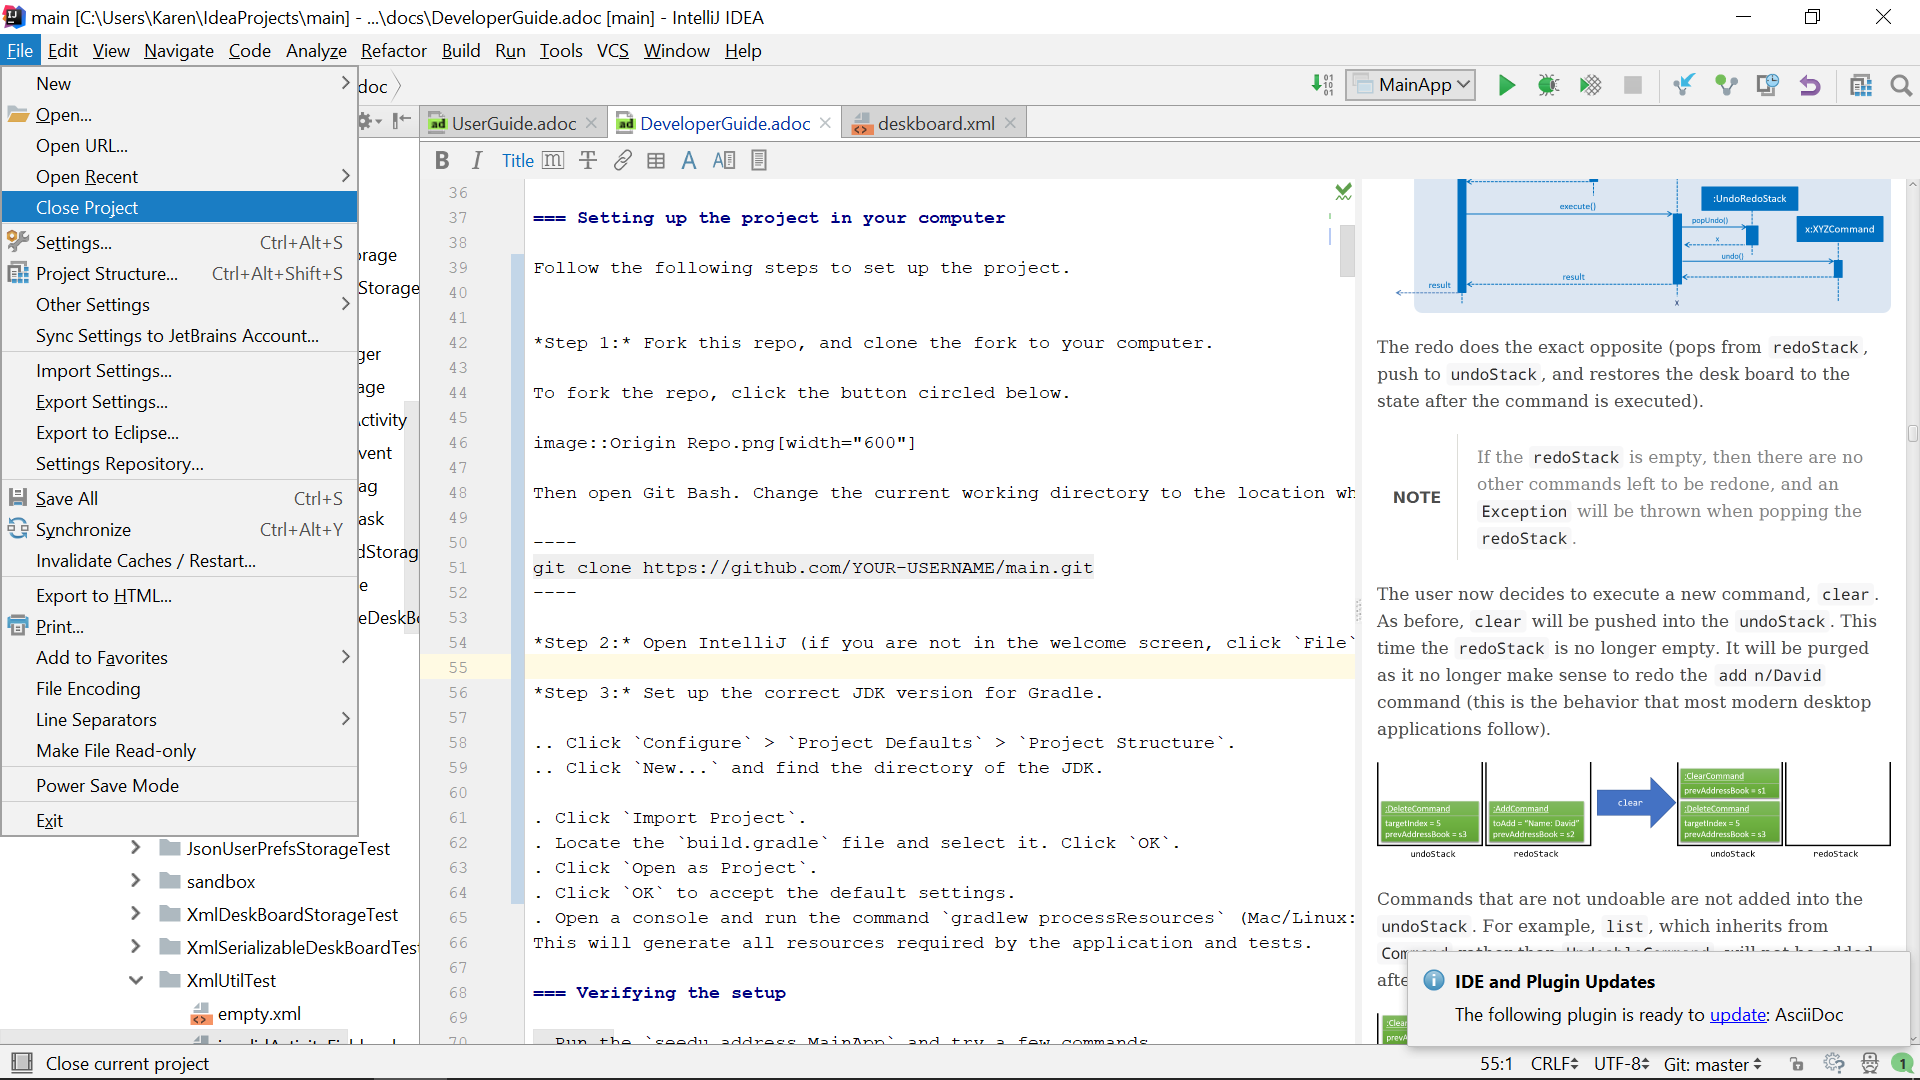 main [C:\Users\Karen\IdeaProjects\main] - ...\docs\DeveloperGuide.adoc [main] - IntelliJ IDEA
File Edit View Navigate Code Analyze Refactor Build Run Tools VCS Window Help
New
Open...
Open URL...
Open Recent
Close Project
Settings... Ctrl+Alt+S
Project Structure... Ctrl+Alt+Shift+S
Other Settings
Sync Settings to JetBrains Account...
Import Settings...
Export Settings...
Export to Eclipse...
Settings Repository...
Save All Ctrl+S
Synchronize Ctrl+Alt+Y
Invalidate Caches / Restart...
Export to HTML...
Print...
Add to Favorites
File Encoding
Line Separators
Make File Read-only
Power Save Mode
Exit
doc
MainApp
JsonUserPrefsStorageTest
sandbox
XmlDeskBoardStorageTest
XmlSerializableDeskBoardTest
XmlUtilTest
empty.xml
UserGuide.adoc DeveloperGuide.adoc deskboard.xml
B I Title m T A A
36
37 === Setting up the project in your computer
38
39 Follow the following steps to set up the project.
40
41
42 *Step 1:* Fork this repo, and clone the fork to your computer.
43
44 To fork the repo, click the button circled below.
45
46 image::Origin Repo.png[width="600"]
47
48 Then open Git Bash. Change the current working directory to the location wh
49
50 ----
51 git clone https://github.com/YOUR-USERNAME/main.git
52 ----
53
54 *Step 2:* Open IntelliJ (if you are not in the welcome screen, click `File`
55
56 *Step 3:* Set up the correct JDK version for Gradle.
57
58 .. Click `Configure` > `Project Defaults` > `Project Structure`.
59 .. Click `New...` and find the directory of the JDK.
60
61 . Click `Import Project`.
62 . Locate the `build.gradle` file and select it. Click `OK`.
63 . Click `Open as Project`.
64 . Click `OK` to accept the default settings.
65 . Open a console and run the command `gradlew processResources` (Mac/Linux:
66 This will generate all resources required by the application and tests.
67
68 === Verifying the setup
69
70 . Run the `seedu.address.MainApp` and try a few commands
:UndoRedoStack
execute()
popUndo()
x:XYZCommand
x
undo()
result
result
x
The redo does the exact opposite (pops from redoStack,
push to undoStack, and restores the desk board to the
state after the command is executed).
If the redoStack is empty, then there are no
other commands left to be redone, and an
NOTE
Exception will be thrown when popping the
redoStack.
The user now decides to execute a new command, clear.
As before, clear will be pushed into the undoStack. This
time the redoStack is no longer empty. It will be purged
as it no longer make sense to redo the add n/David
command (this is the behavior that most modern desktop
applications follow).
:DeleteCommand
targetIndex = 5
prevAddressBook = s3
undoStack
:AddCommand
toAdd = "Name: David"
prevAddressBook = s2
redoStack
clear
:ClearCommand
prevAddressBook = s1
:DeleteCommand
targetIndex = 5
prevAddressBook = s3
undoStack
redoStack
Commands that are not undoable are not added into the
undoStack. For example, list, which inherits from
IDE and Plugin Updates
The following plugin is ready to update: AsciiDoc
Close current project
55:1 CRLF UTF-8 Git: master 1